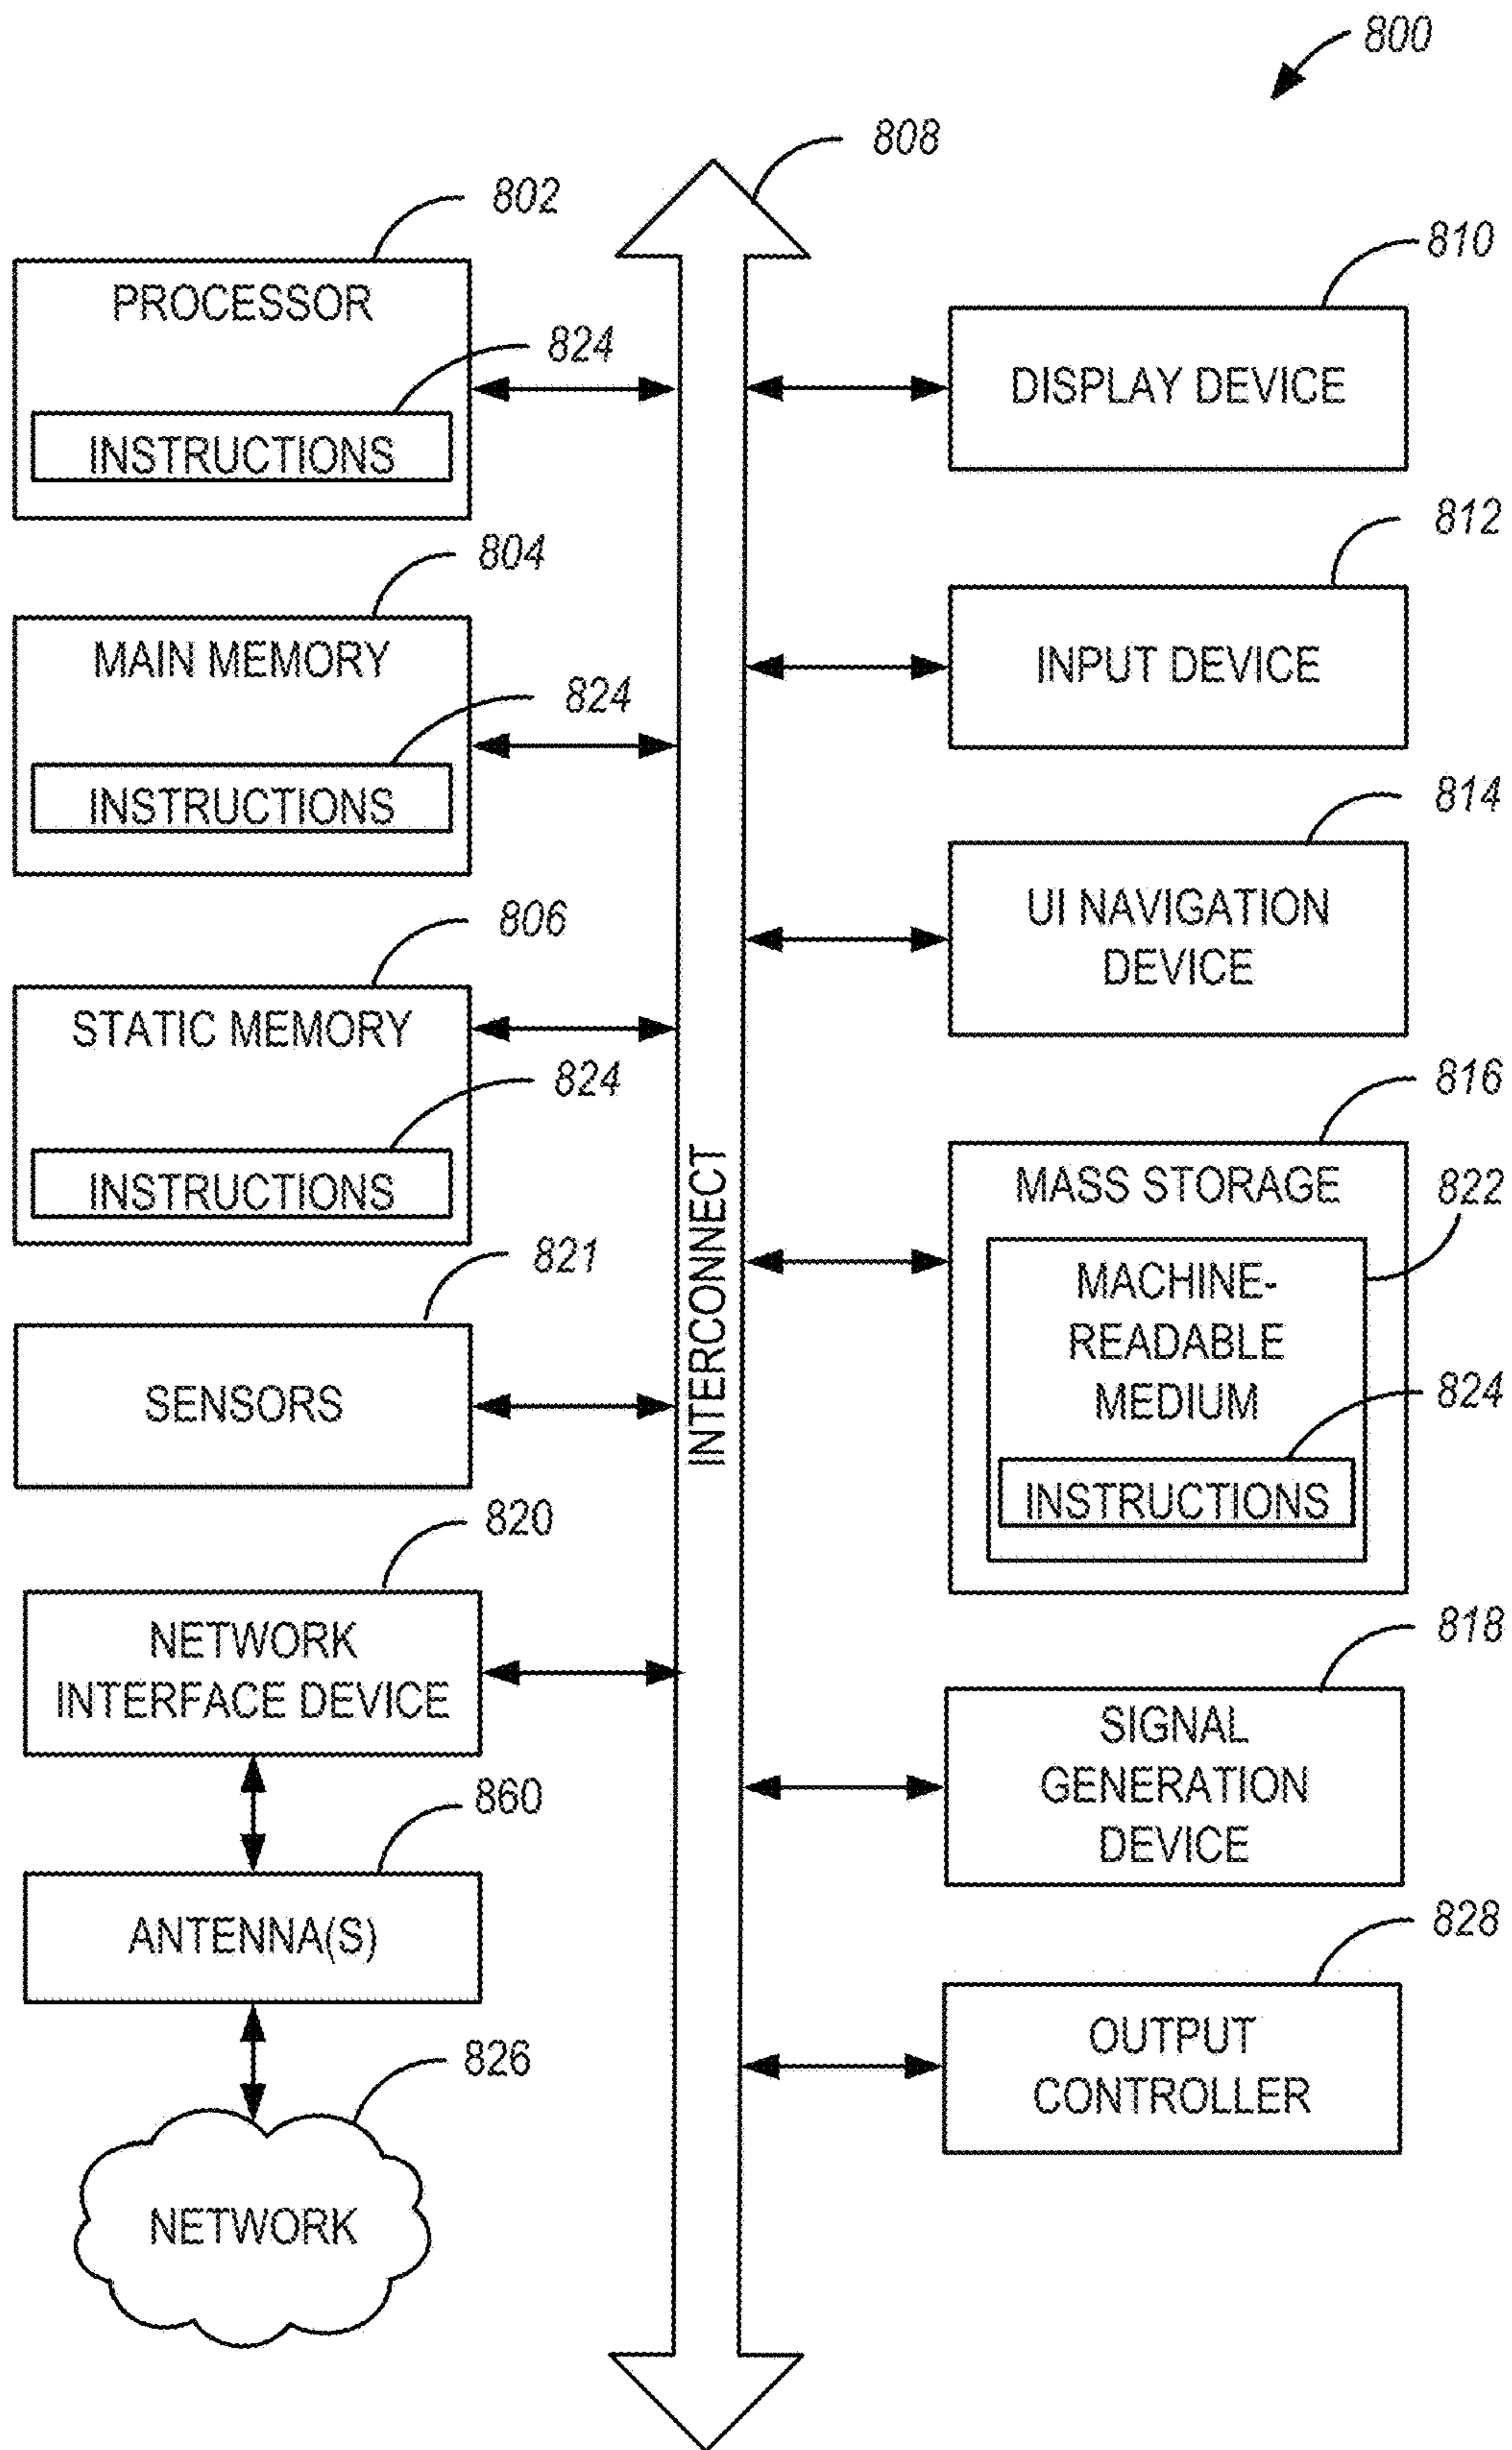 800
808
802
PROCESSOR
824
INSTRUCTIONS
804
MAIN MEMORY
824
INSTRUCTIONS
806
STATIC MEMORY
824
INSTRUCTIONS
821
SENSORS
820
NETWORK
INTERFACE DEVICE
860
ANTENNA(S)
826
NETWORK
INTERCONNECT
810
DISPLAY DEVICE
812
INPUT DEVICE
814
UI NAVIGATION
DEVICE
816
MASS STORAGE
822
MACHINE-
READABLE
MEDIUM
824
INSTRUCTIONS
818
SIGNAL
GENERATION
DEVICE
828
OUTPUT
CONTROLLER